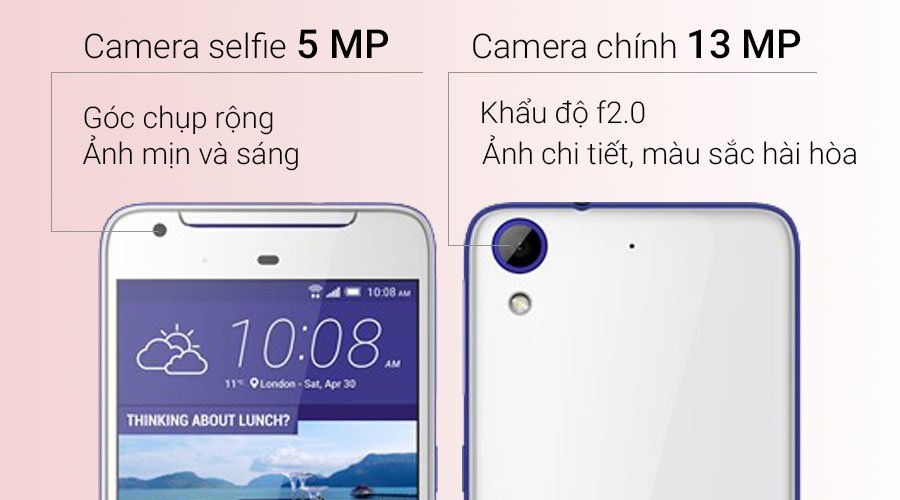 Camera selfie 5 MP
Góc chụp rộng
Ảnh mịn và sáng
Camera chính 13 MP
Khẩu độ f2.0
Ảnh chi tiết, màu sắc hài hòa
10:08 AM
10:08 AM
11°C London - Sat, Apr 30
THINKING ABOUT LUNCH?